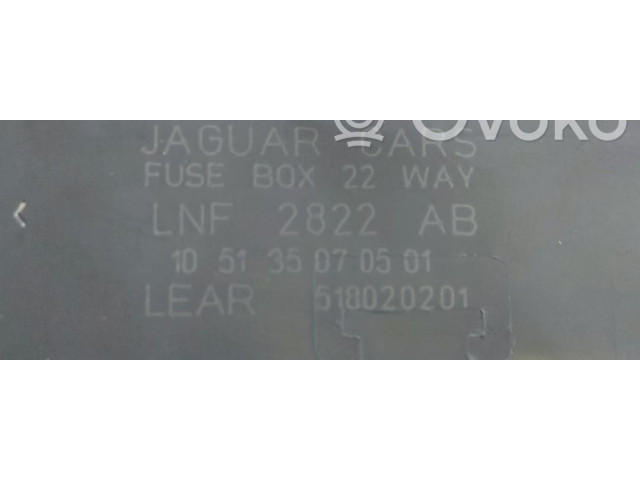 Ovoko
JAGUAR CARS
FUSE BOX 22 WAY
LNF 2822 AB
10 51 35 07 05 01
LEAR 518020201